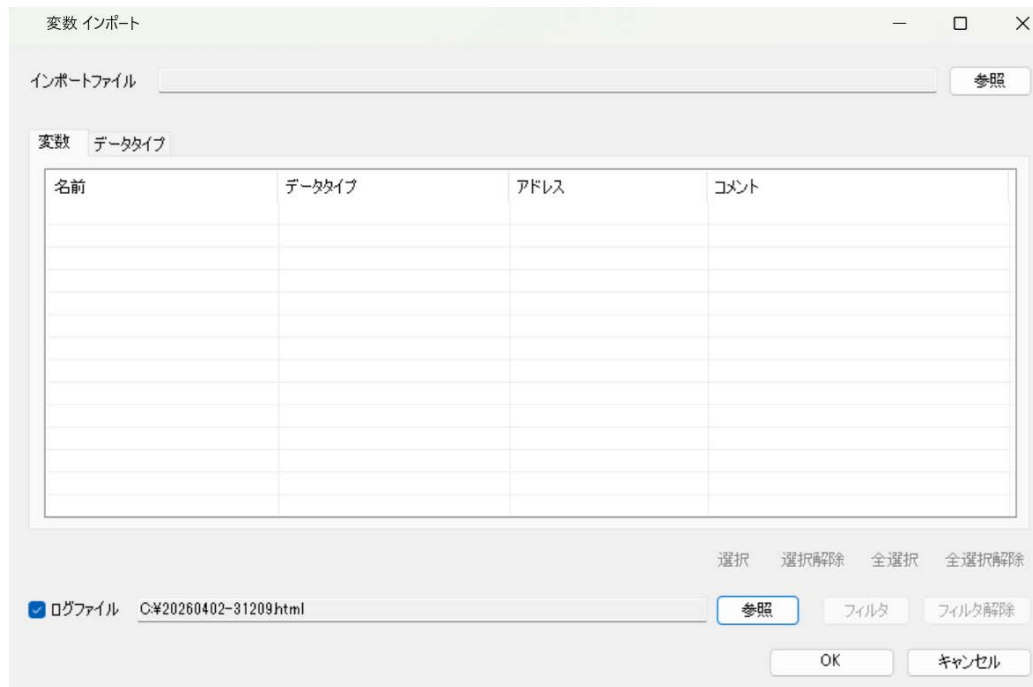 変数 インポート
インポートファイル 参照
変数 データタイプ
名前 データタイプ アドレス コメント
選択 選択解除 全選択 全選択解除
ログファイル C:¥20260402-31209.html 参照 フィルタ フィルタ解除
OK キャンセル